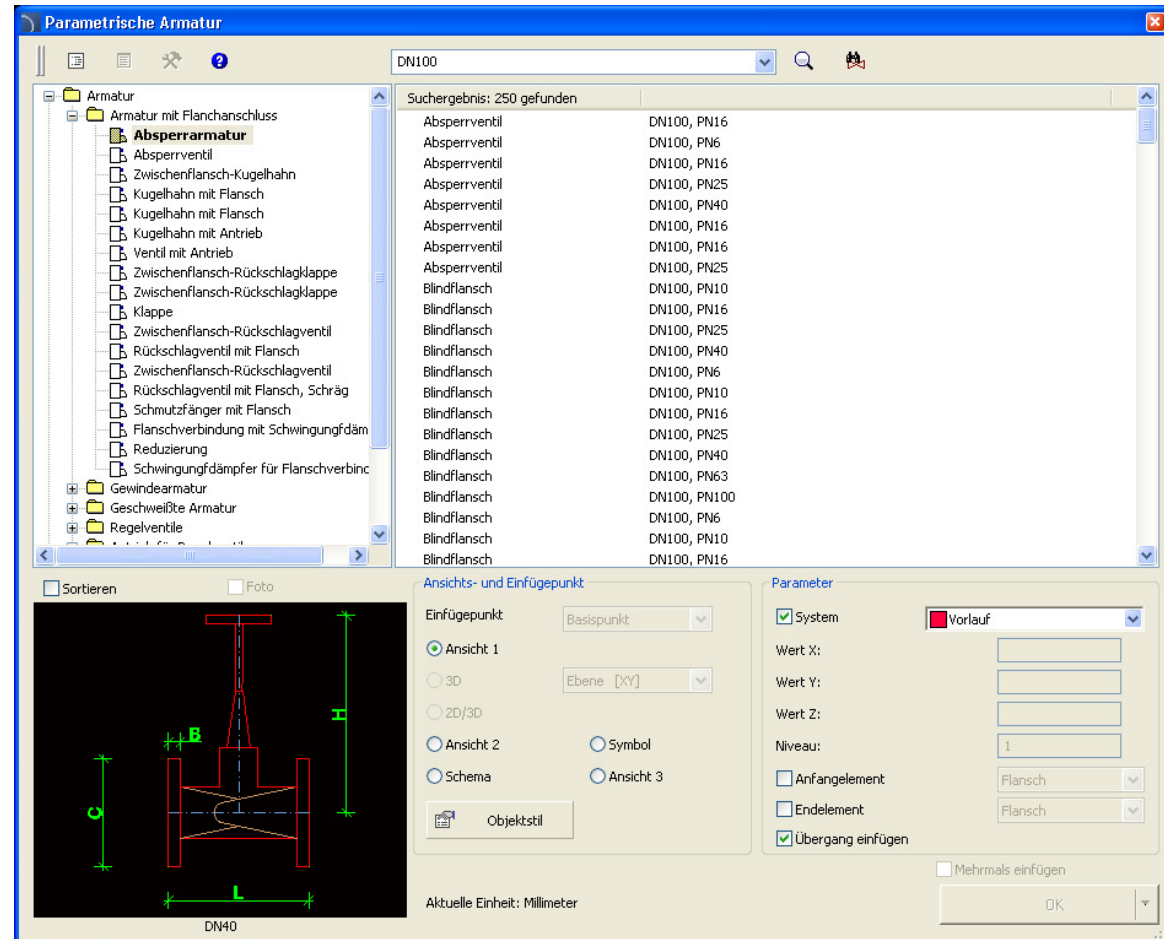 Parametrische Armatur
DN100
Armatur
Armatur mit Flanchanschluss
Absperrarmatur
Absperrventil
Zwischenflansch-Kugelhahn
Kugelhahn mit Flansch
Kugelhahn mit Flansch
Kugelhahn mit Antrieb
Ventil mit Antrieb
Zwischenflansch-Rückschlagklappe
Zwischenflansch-Rückschlagklappe
Klappe
Zwischenflansch-Rückschlagventil
Rückschlagventil mit Flansch
Zwischenflansch-Rückschlagventil
Rückschlagventil mit Flansch, Schräg
Schmutzfänger mit Flansch
Flanschverbindung mit Schwingungfdäm
Reduzierung
Schwingungfdämpfer für Flanschverbinc
Gewindearmatur
Geschweißte Armatur
Regelventile
Suchergebnis: 250 gefunden
Absperrventil DN100, PN16
Absperrventil DN100, PN6
Absperrventil DN100, PN16
Absperrventil DN100, PN25
Absperrventil DN100, PN40
Absperrventil DN100, PN16
Absperrventil DN100, PN16
Absperrventil DN100, PN25
Blindflansch DN100, PN10
Blindflansch DN100, PN16
Blindflansch DN100, PN25
Blindflansch DN100, PN40
Blindflansch DN100, PN6
Blindflansch DN100, PN10
Blindflansch DN100, PN16
Blindflansch DN100, PN25
Blindflansch DN100, PN40
Blindflansch DN100, PN63
Blindflansch DN100, PN100
Blindflansch DN100, PN6
Blindflansch DN100, PN10
Blindflansch DN100, PN16
Sortieren Foto
B
H
C
L
DN40
Ansichts- und Einfügepunkt
Einfügepunkt Basispunkt
Ansicht 1
3D Ebene [XY]
2D/3D
Ansicht 2 Symbol
Schema Ansicht 3
Objektstil
Aktuelle Einheit: Millimeter
Parameter
System Vorlauf
Wert X:
Wert Y:
Wert Z:
Niveau: 1
Anfangelement Flansch
Endelement Flansch
Übergang einfügen
Mehrmals einfügen
OK